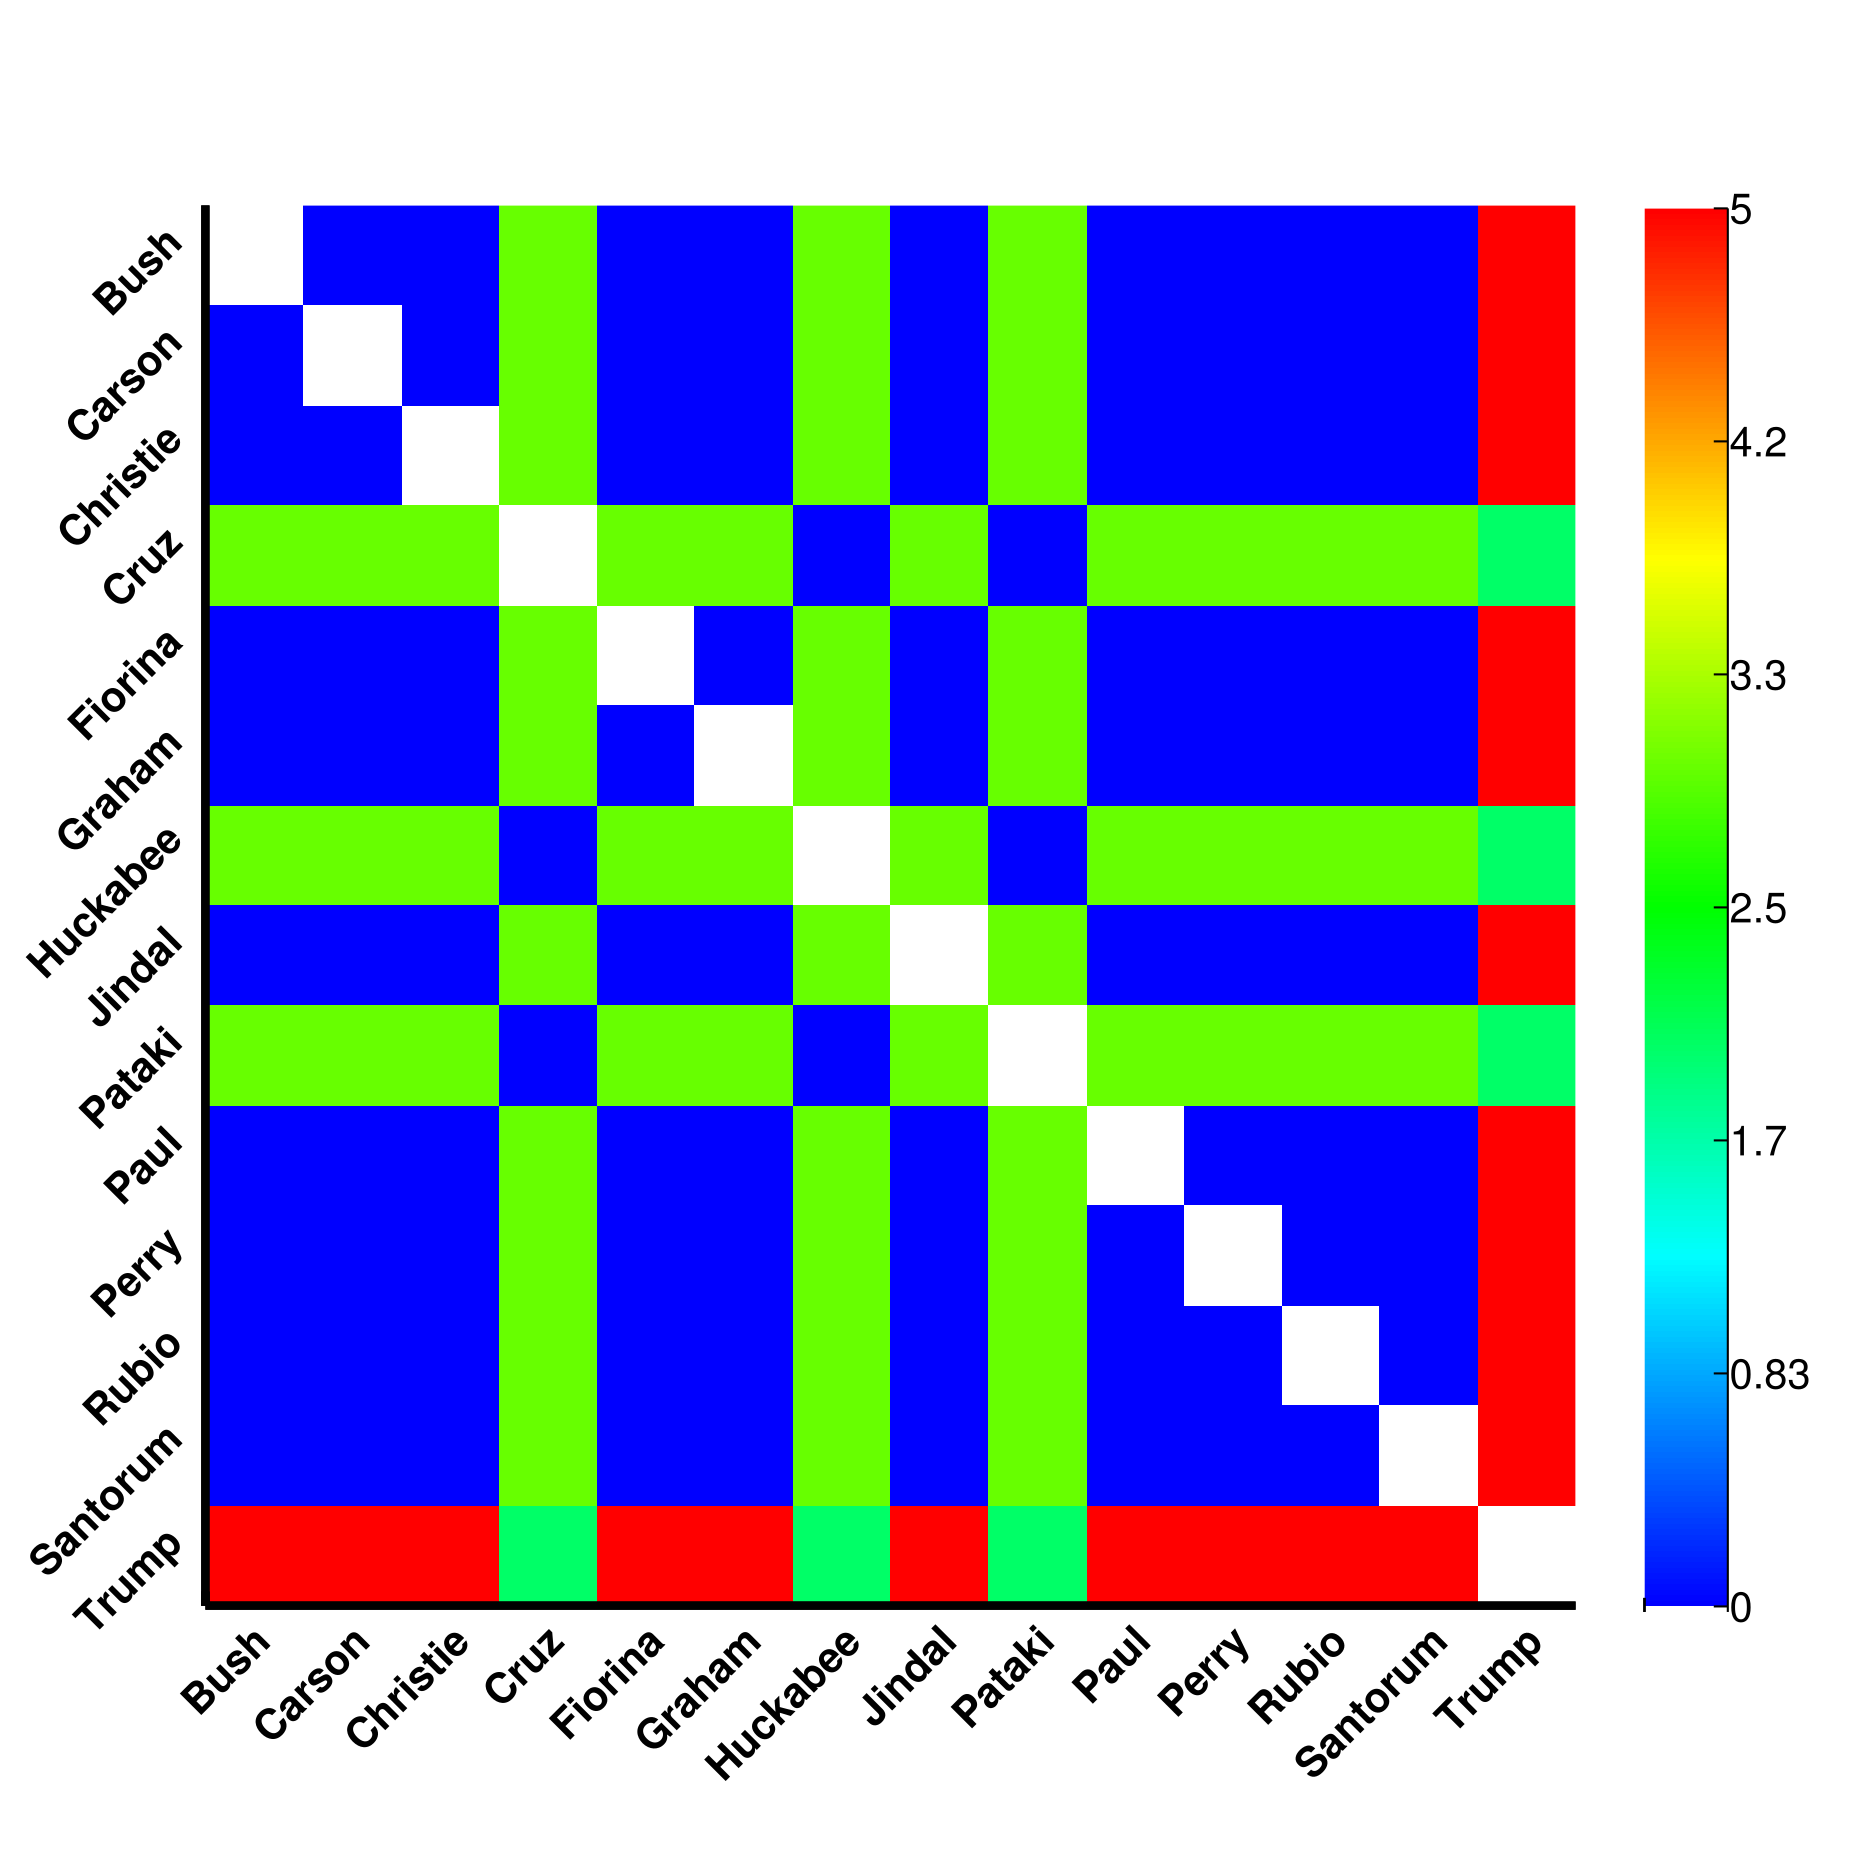 Bush
Carson
Christie
Cruz
Fiorina
Graham
Huckabee
Jindal
Pataki
Paul
Perry
Rubio
Santorum
Trump
Bush
Carson
Christie
Cruz
Fiorina
Graham
Huckabee
Jindal
Pataki
Paul
Perry
Rubio
Santorum
Trump
5
4.2
3.3
2.5
1.7
0.83
0